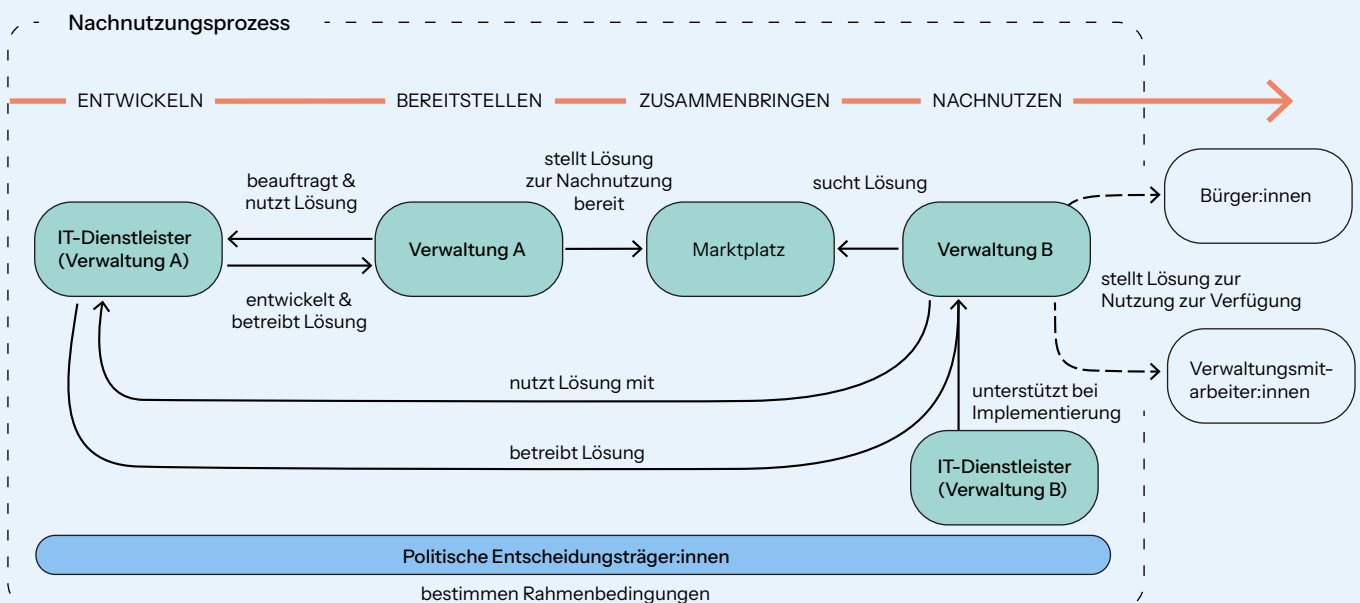 Nachnutzungsprozess
ENTWICKELN
BEREITSTELLEN
ZUSAMMENBRINGEN
NACHNUTZEN
beauftragt &
nutzt Lösung
stellt Lösung
zur Nachnutzung
bereit
sucht Lösung
Bürger:innen
IT-Dienstleister
(Verwaltung A)
Verwaltung A
Marktplatz
Verwaltung B
entwickelt &
betreibt Lösung
stellt Lösung zur
Nutzung zur Verfügung
Verwaltungsmit-
arbeiter:innen
nutzt Lösung mit
unterstützt bei
Implementierung
betreibt Lösung
IT-Dienstleister
(Verwaltung B)
Politische Entscheidungsträger:innen
bestimmen Rahmenbedingungen